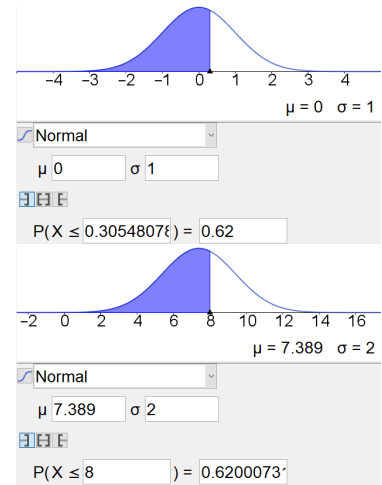 −4 −3 −2 −1 0 1 2 3 4
μ = 0 σ = 1
Normal
μ 0 σ 1
P(X ≤ 0.30548078 ) = 0.62
−2 0 2 4 6 8 10 12 14 16
μ = 7.389 σ = 2
Normal
μ 7.389 σ 2
P(X ≤ 8 ) = 0.6200073